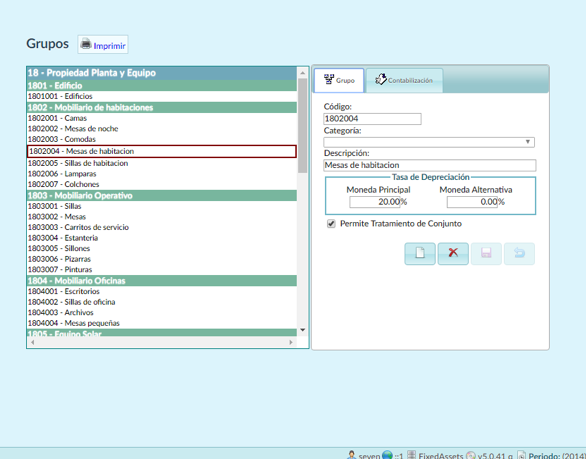 Grupos
Imprimir
18 - Propiedad Planta y Equipo
1801 - Edificio
1801001 - Edificios
1802 - Mobiliario de habitaciones
1802001 - Camas
1802002 - Mesas de noche
1802003 - Comodas
1802004 - Mesas de habitacion
1802005 - Sillas de habitacion
1802006 - Lamparas
1802007 - Colchones
1803 - Mobiliario Operativo
1803001 - Sillas
1803002 - Mesas
1803003 - Carritos de servicio
1803004 - Estanteria
1803005 - Sillones
1803006 - Pizarras
1803007 - Pinturas
1804 - Mobiliario Oficinas
1804001 - Escritorios
1804002 - Sillas de oficina
1804003 - Archivos
1804004 - Mesas pequeñas
1805 - Equipo Solar
Grupo
Contabilización
Código:
1802004
Categoría:
Descripción:
Mesas de habitacion
Tasa de Depreciación
Moneda Principal
Moneda Alternativa
20.00%
0.00%
Permite Tratamiento de Conjunto
seven ::1 FixedAssets v5.0.41.g Periodo: (2014)